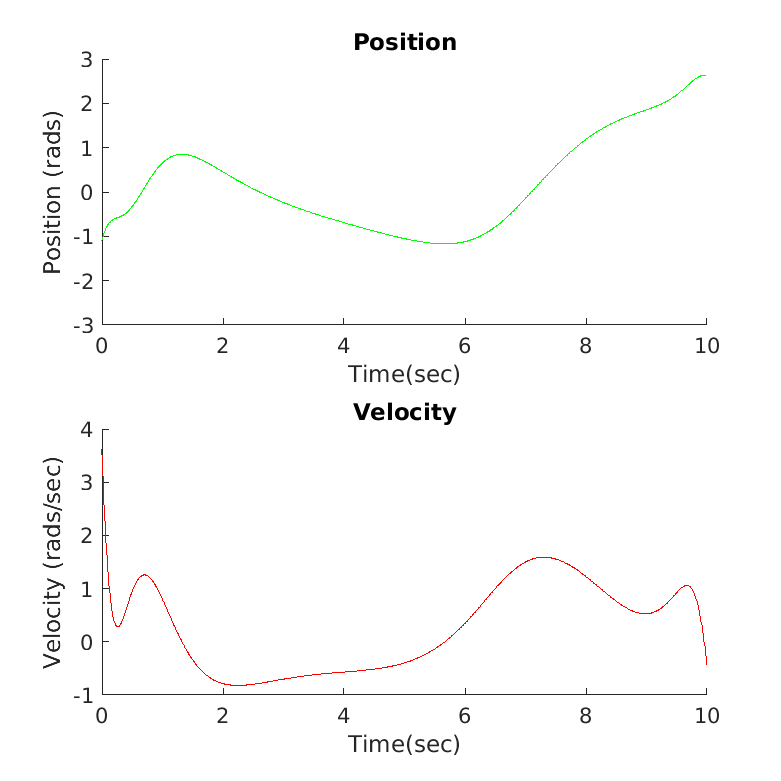 Position
Position (rads)
3
2
1
0
-1
-2
-3
0 2 4 6 8 10
Time(sec)
Velocity
Velocity (rads/sec)
4
3
2
1
0
-1
0 2 4 6 8 10
Time(sec)